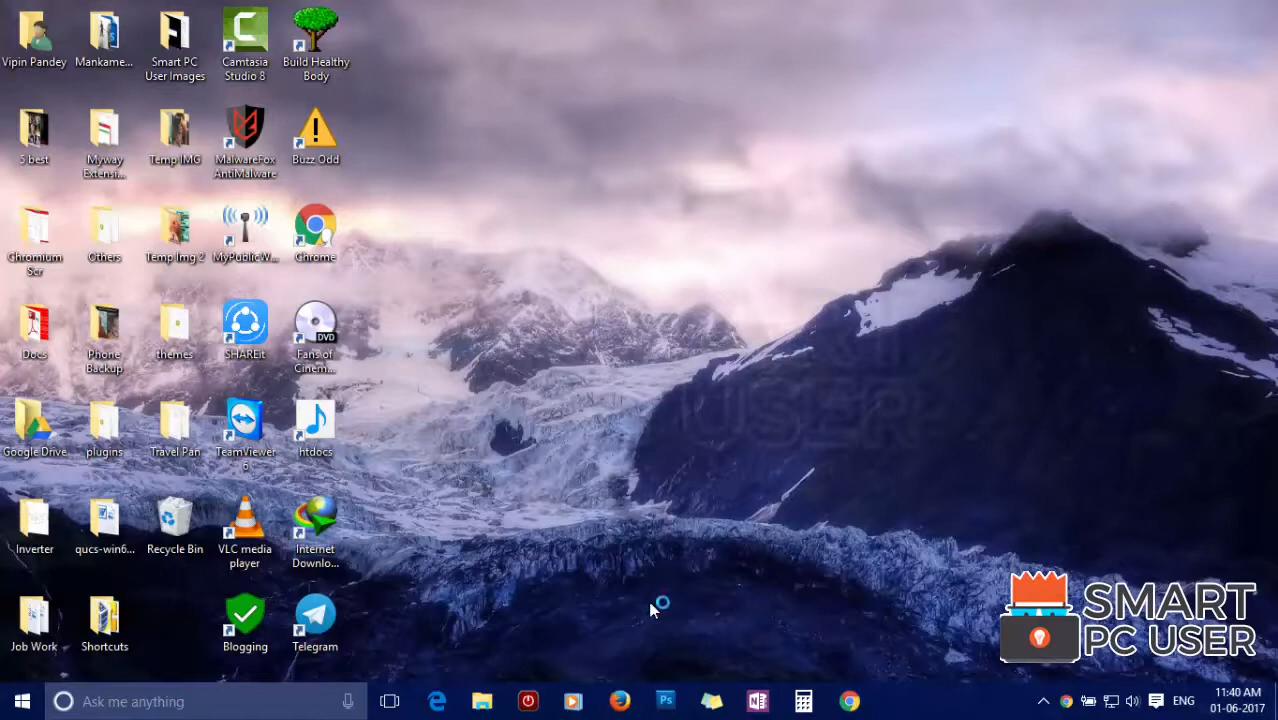 Vipin Pandey
Mankame...
Smart PC
User Images
Camtasia
Studio 8
Build Healthy
Body
5 best
Myway
Extensi...
Temp IMG
MalwareFox
AntiMalware
Buzz Odd
Chromium
Scr
Others
Temp Img 2
MyPublicW...
Chrome
Docs
Phone
Backup
themes
SHAREit
DVD
Fans of
Cinem...
Google Drive
plugins
Travel Pan
TeamViewer
6
htdocs
Inverter
qucs-win6...
Recycle Bin
VLC media
player
Internet
Downlo...
Job Work
Shortcuts
Blogging
Telegram
SMART
PC USER
Ask me anything
Ps
ENG
11:40 AM
01-06-2017